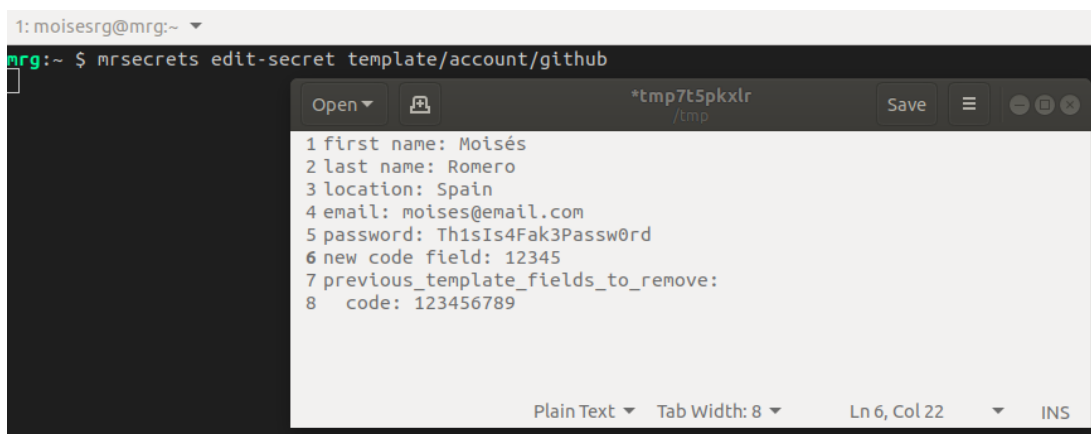 1: moisesrg@mrg:~
mrg:~ $ mrsecrets edit-secret template/account/github
Open
*tmp7t5pkxlr
/tmp
Save
1 first name: Moisés
2 last name: Romero
3 location: Spain
4 email: moises@email.com
5 password: Th1sIs4Fak3Passw0rd
6 new code field: 12345
7 previous_template_fields_to_remove:
8   code: 123456789
Plain Text Tab Width: 8 Ln 6, Col 22 INS